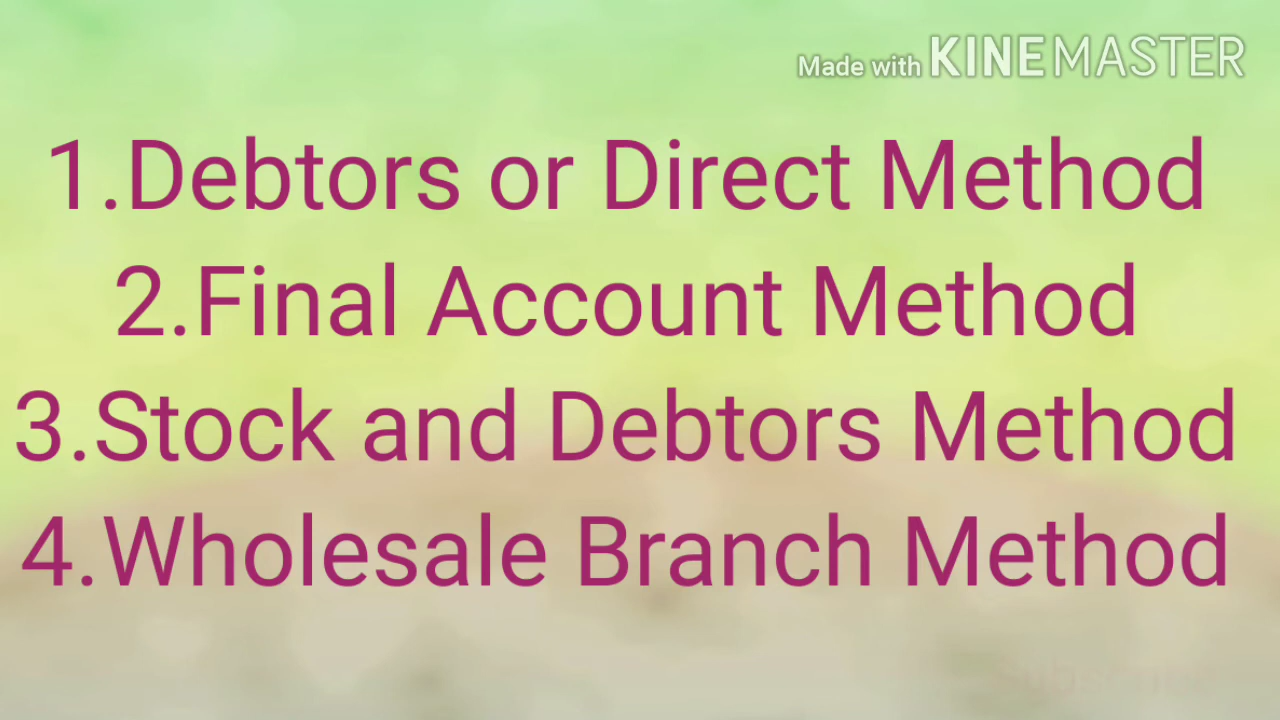 Made with KINEMASTER
1.Debtors or Direct Method
2.Final Account Method
3.Stock and Debtors Method
4.Wholesale Branch Method